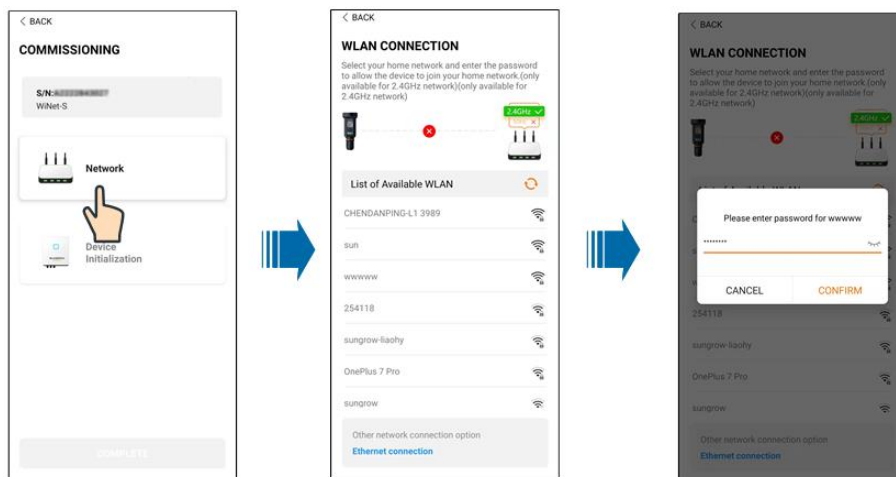 < BACK
COMMISSIONING
S/N:
WiNet-S
Network
Device
Initialization
COMPLETE
< BACK
WLAN CONNECTION
Select your home network and enter the password
to allow the device to join your home network.(only
available for 2.4GHz network)(only available for
2.4GHz network)
2.4GHz
List of Available WLAN
CHENDANPING-L1 3989
sun
wwwww
254118
sungrow-liaohy
OnePlus 7 Pro
sungrow
Other network connection option
Ethernet connection
< BACK
WLAN CONNECTION
Select your home network and enter the password
to allow the device to join your home network.(only
available for 2.4GHz network)(only available for
2.4GHz network)
2.4GHz
Please enter password for wwwww
********
CANCEL
CONFIRM
254118
sungrow-liaohy
OnePlus 7 Pro
sungrow
Other network connection option
Ethernet connection